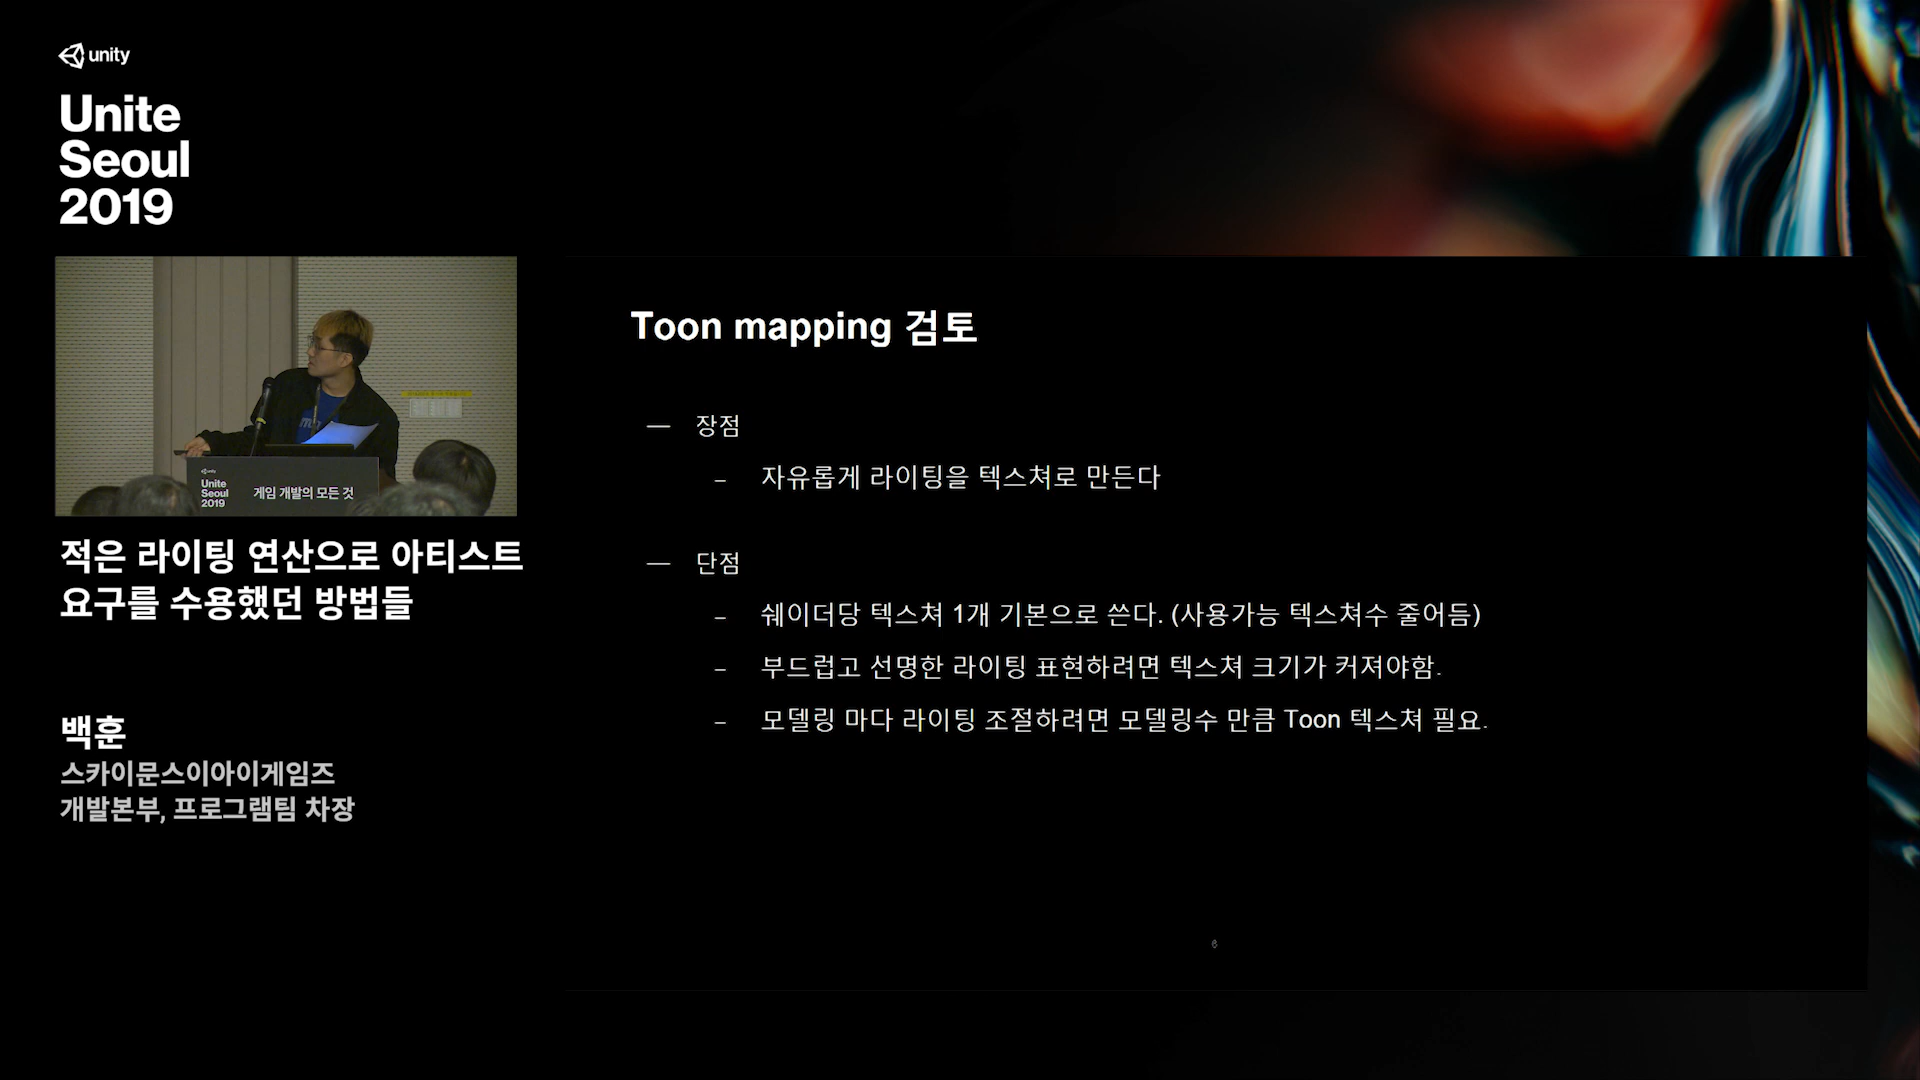 unity
Unite
Seoul
2019
unity
Unite
Seoul
2019
게임 개발의 모든 것
적은 라이팅 연산으로 아티스트
요구를 수용했던 방법들
백훈
스카이문스이아이게임즈
개발본부, 프로그램팀 차장
Toon mapping 검토
— 장점
- 자유롭게 라이팅을 텍스쳐로 만든다
— 단점
- 쉐이더당 텍스쳐 1개 기본으로 쓴다. (사용가능 텍스쳐수 줄어듬)
- 부드럽고 선명한 라이팅 표현하려면 텍스쳐 크기가 커져야함.
- 모델링 마다 라이팅 조절하려면 모델링수 만큼 Toon 텍스쳐 필요.
6